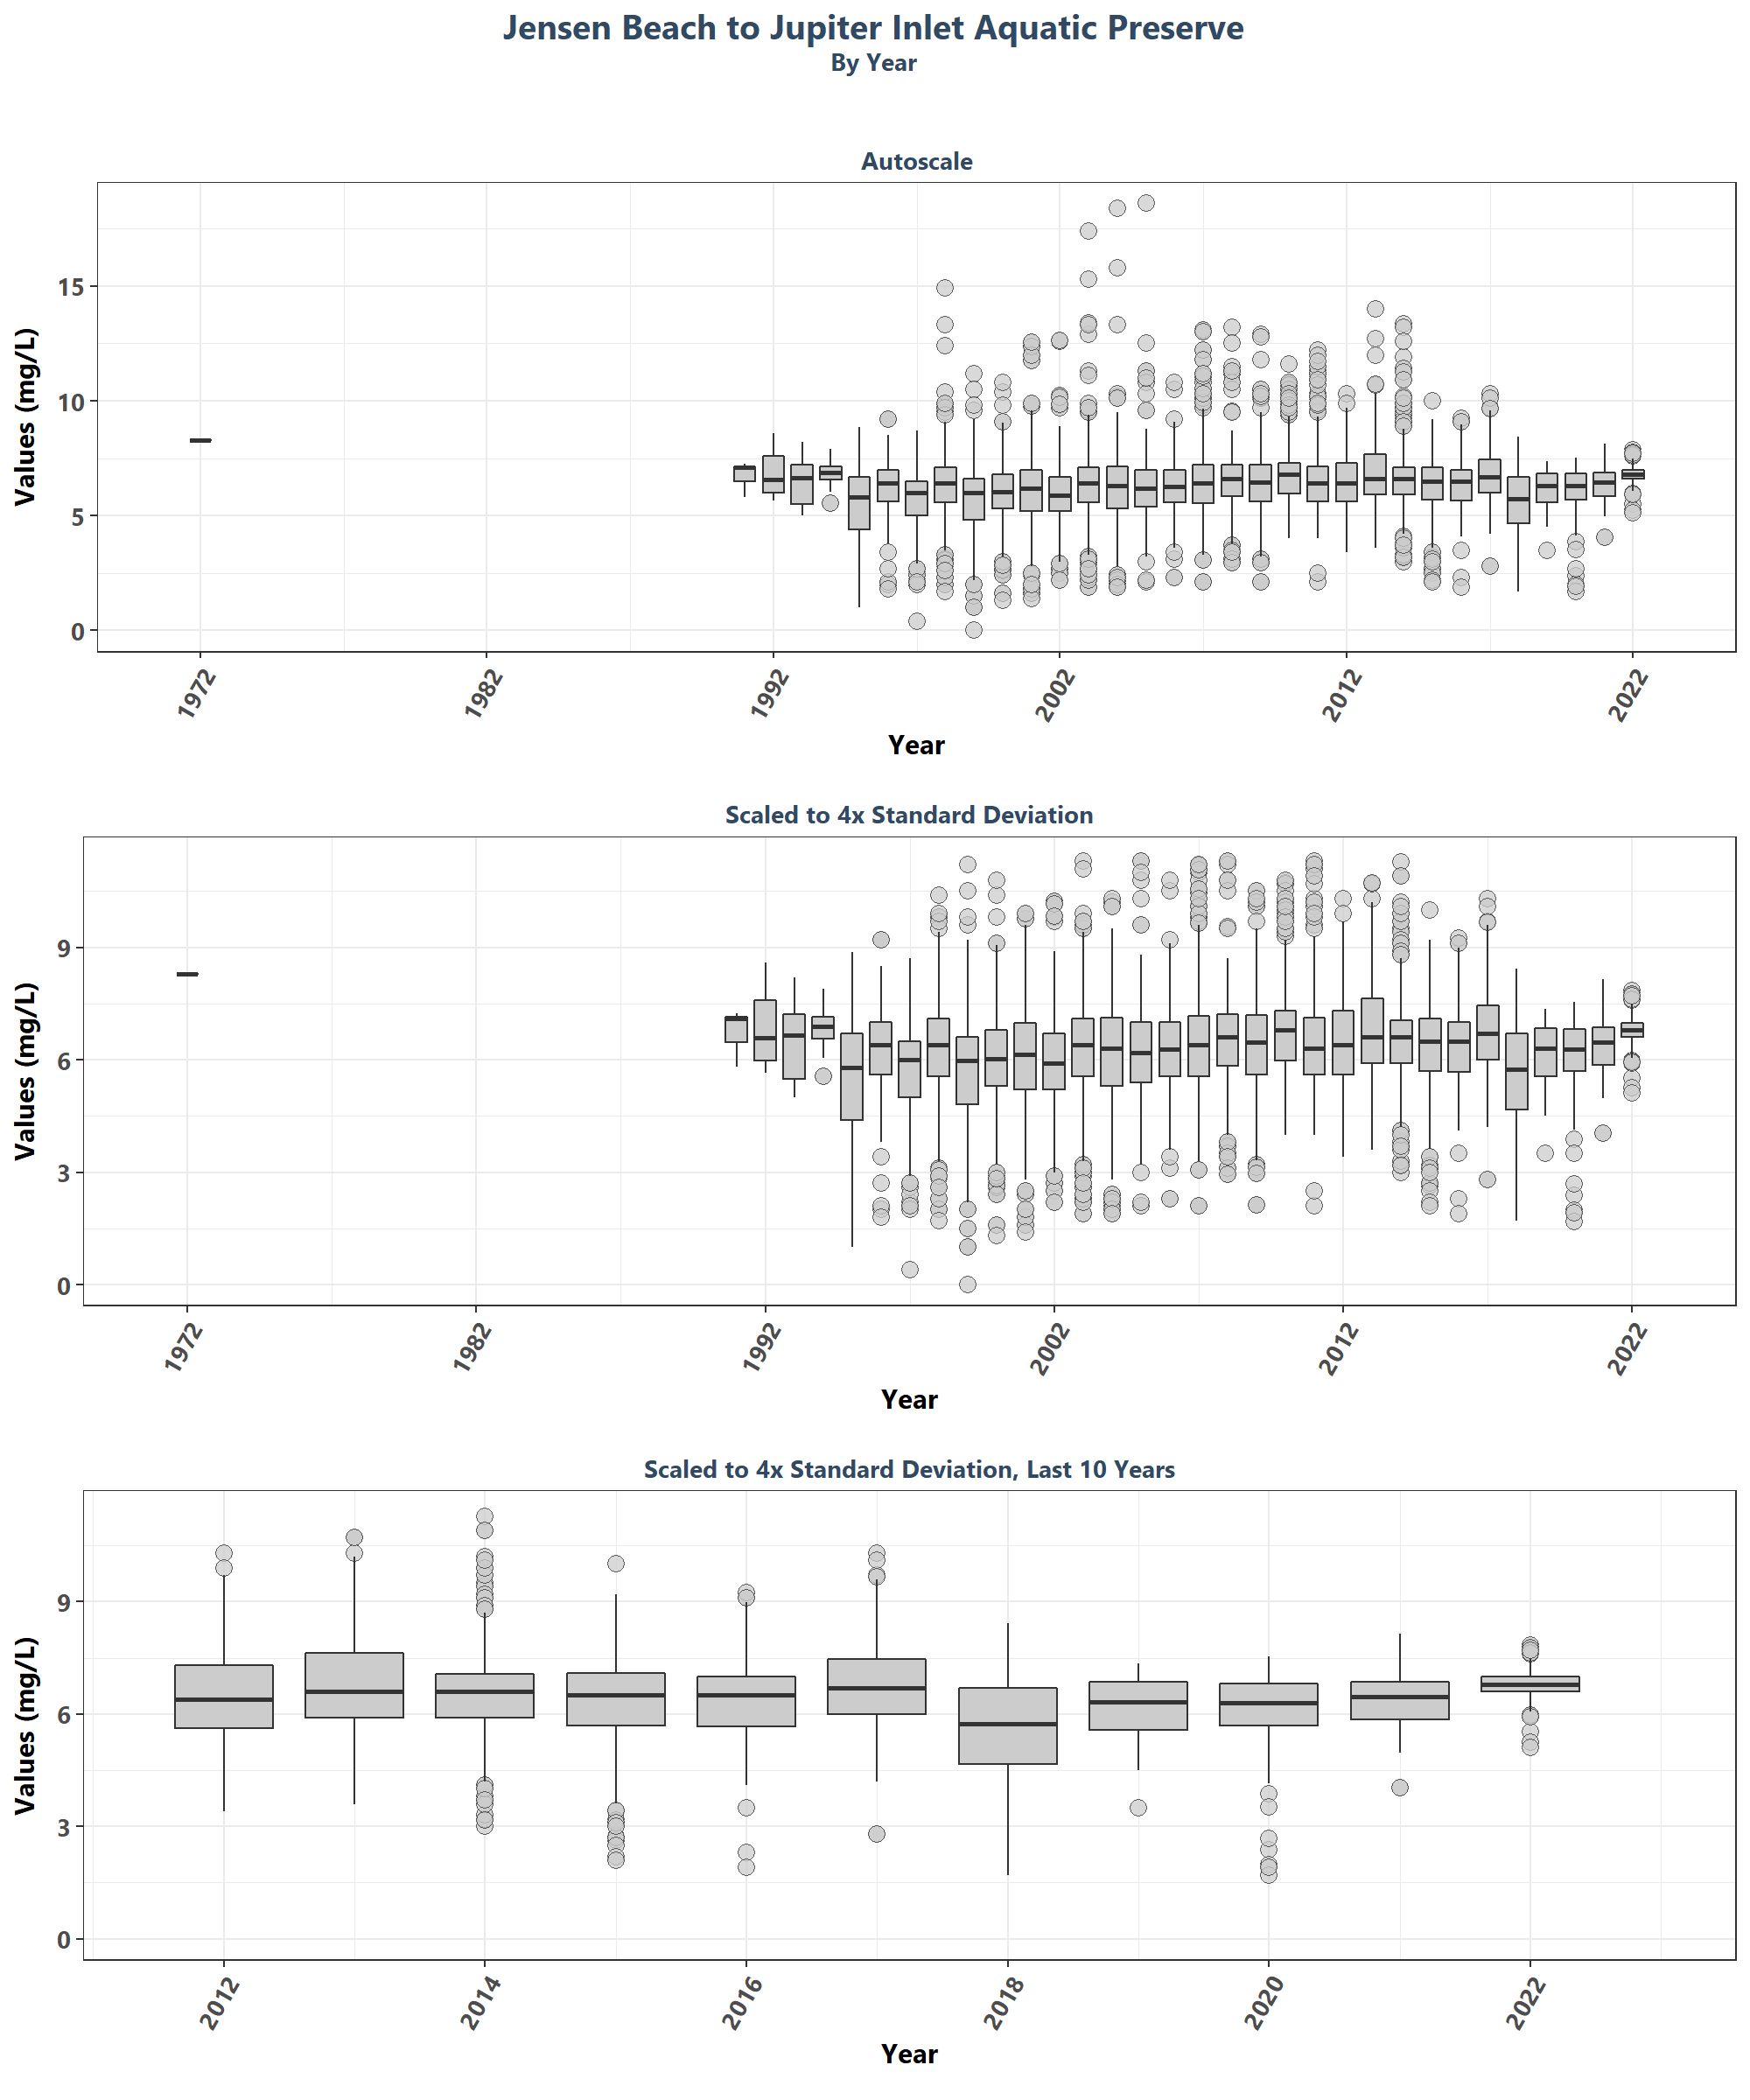 Jensen Beach to Jupiter Inlet Aquatic Preserve
By Year
Autoscale
Values (mg/L)
15
10
5
0
1972
1982
1992
2002
2012
2022
Year
Scaled to 4x Standard Deviation
Values (mg/L)
9
6
3
0
1972
1982
1992
2002
2012
2022
Year
Scaled to 4x Standard Deviation, Last 10 Years
Values (mg/L)
9
6
3
0
2012
2014
2016
2018
2020
2022
Year